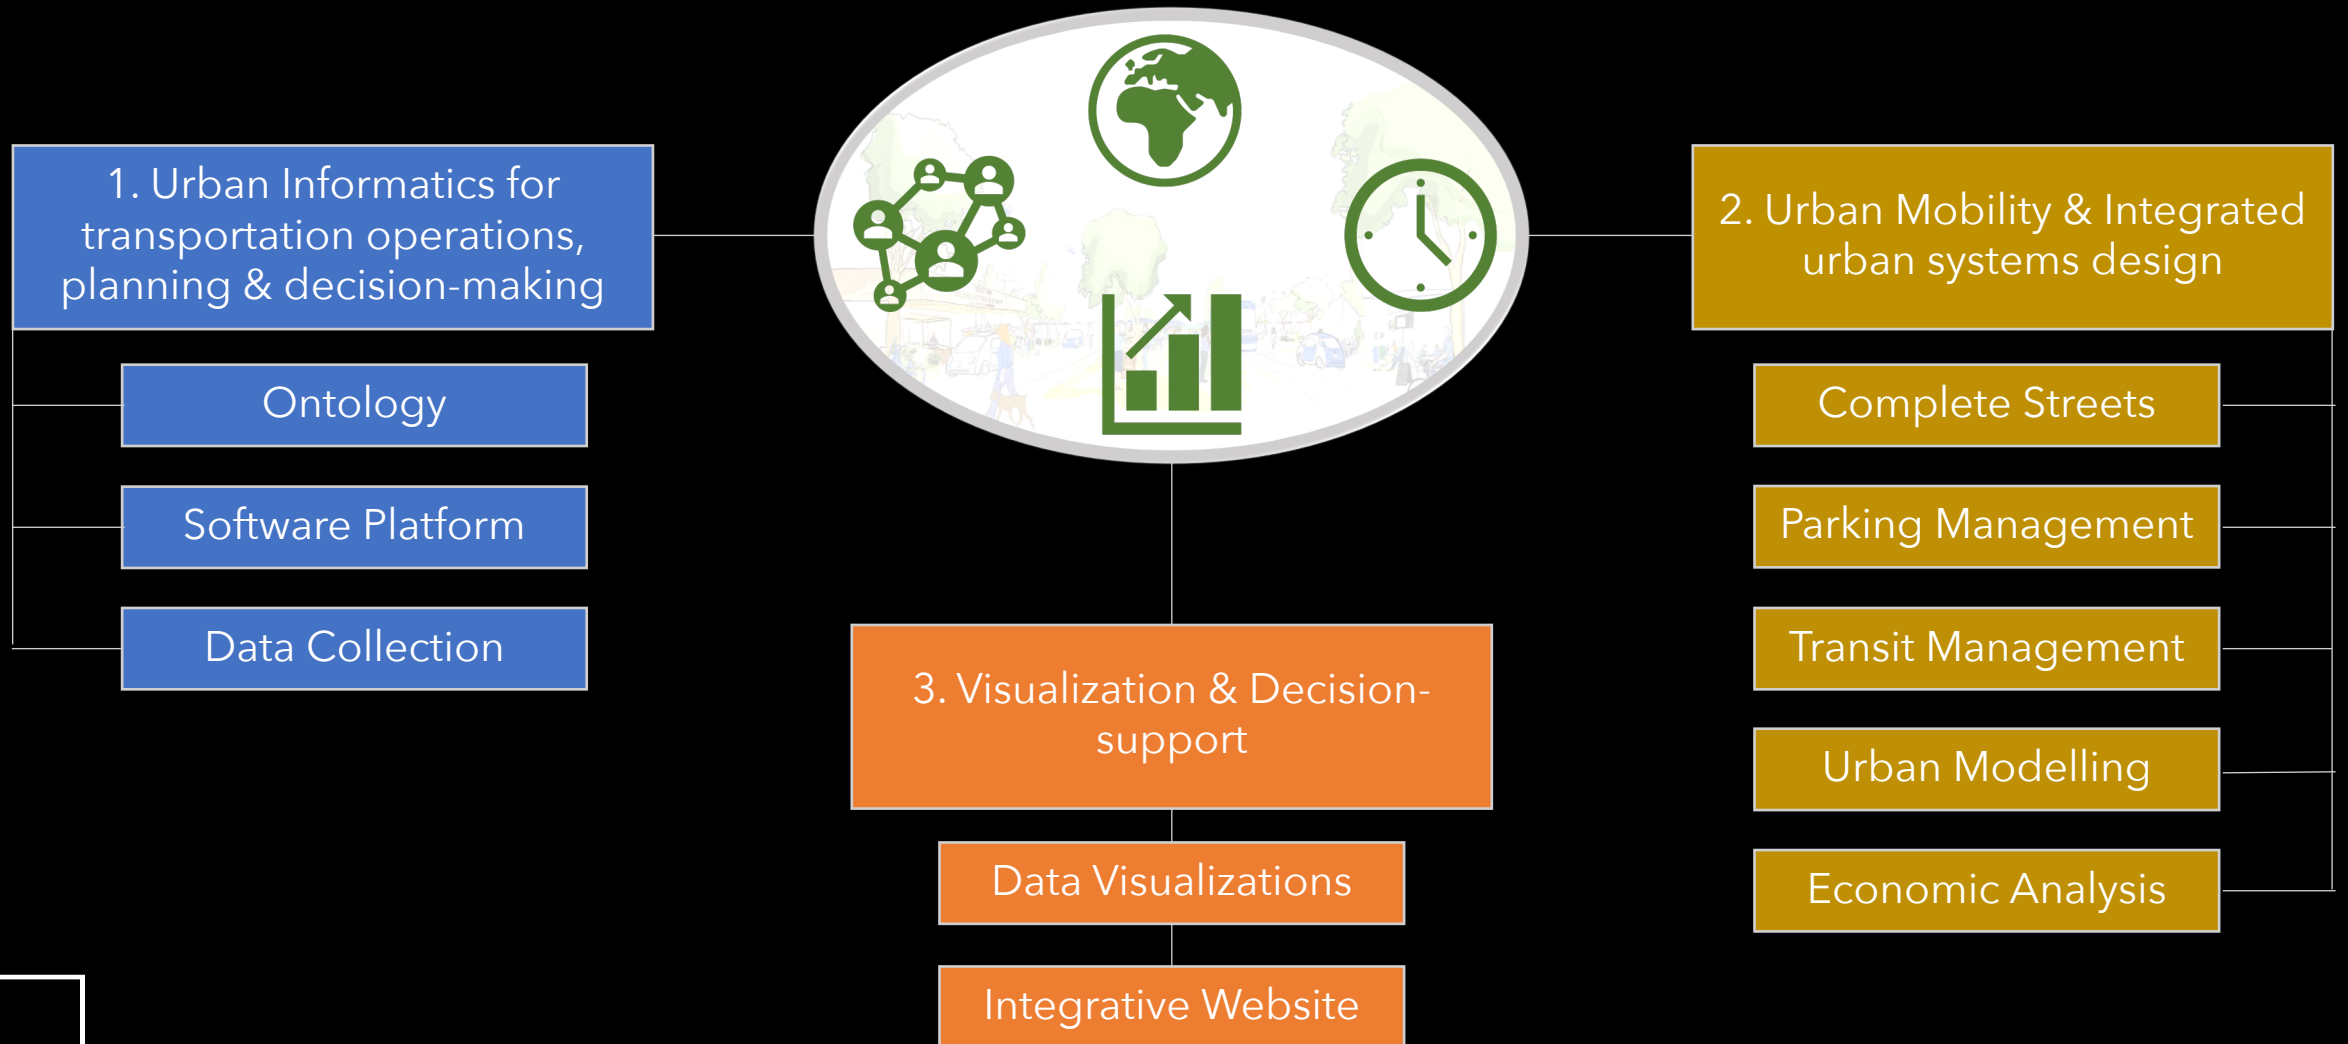 1. Urban Informatics for
transportation operations,
planning & decision-making
Ontology
Software Platform
Data Collection
2. Urban Mobility & Integrated
urban systems design
Complete Streets
Parking Management
Transit Management
Urban Modelling
Economic Analysis
3. Visualization & Decision-
support
Data Visualizations
Integrative Website